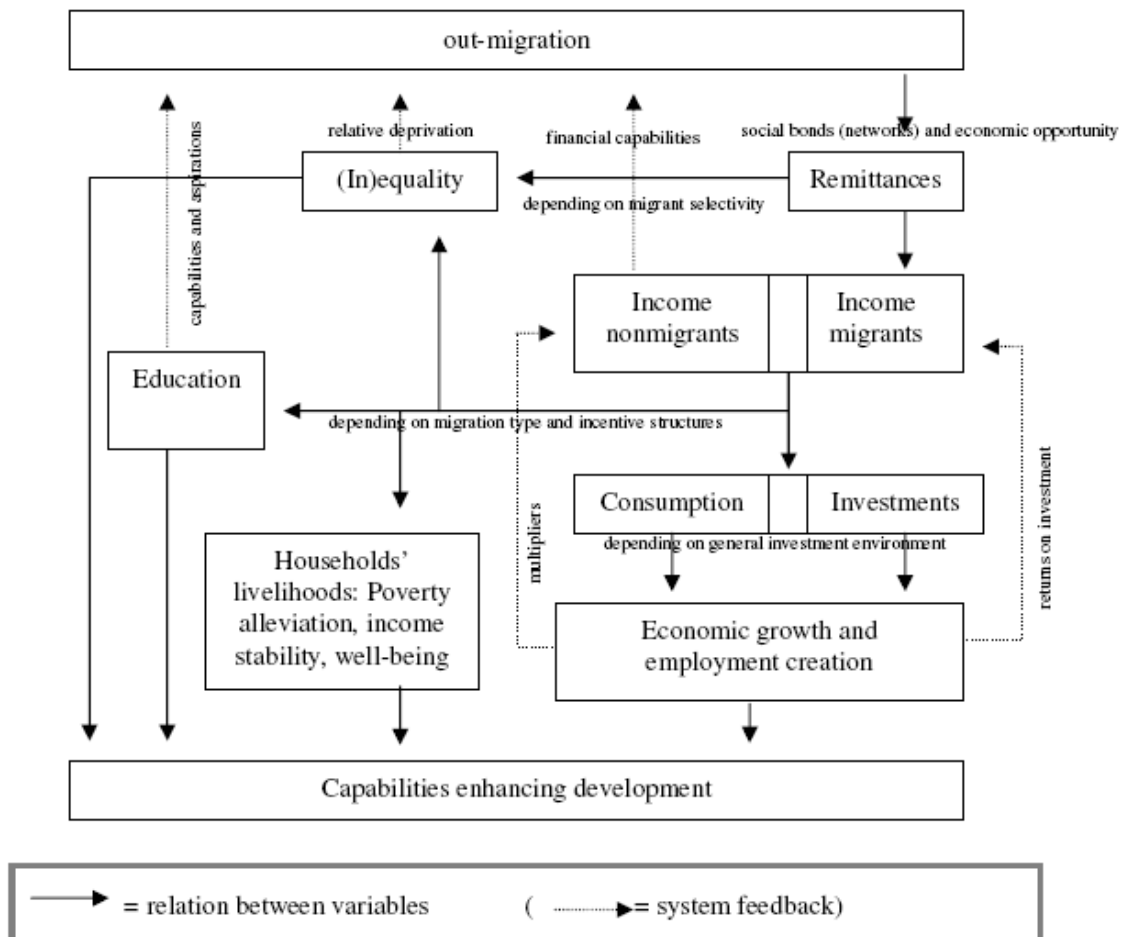 out-migration
capabilities and aspirations
relative deprivation
financial capabilities
social bonds (networks) and economic opportunity
(In)equality
Remittances
depending on migrant selectivity
Income
nonmigrants
Income
migrants
Education
depending on migration type and incentive structures
multipliers
returns on investment
Consumption
Investments
depending on general investment environment
Households’
livelihoods: Poverty
alleviation, income
stability, well-being
Economic growth and
employment creation
Capabilities enhancing development
= relation between variables
( = system feedback)